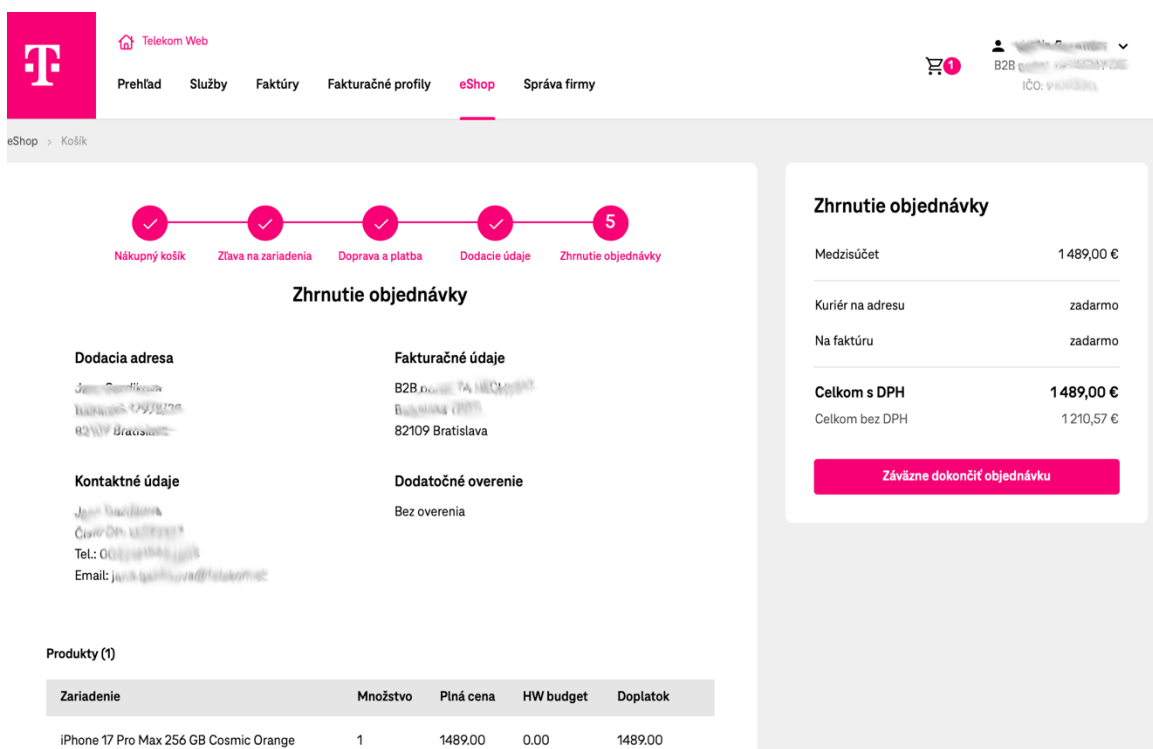 Telekom Web
Prehľad Služby Faktúry Fakturačné profily eShop Správa firmy
1
B2B
IČO:
eShop > Košík
5
Nákupný košík Zľava na zariadenia Doprava a platba Dodacie údaje Zhrnutie objednávky
Zhrnutie objednávky
Dodacia adresa
82109 Bratislava
Fakturačné údaje
B2B
82109 Bratislava
Kontaktné údaje
Tel.:
Email:
Dodatočné overenie
Bez overenia
Produkty (1)
Zariadenie Množstvo Plná cena HW budget Doplatok
iPhone 17 Pro Max 256 GB Cosmic Orange 1 1489.00 0.00 1489.00
Zhrnutie objednávky
Medzisúčet 1 489,00 €
Kuriér na adresu zadarmo
Na faktúru zadarmo
Celkom s DPH 1 489,00 €
Celkom bez DPH 1 210,57 €
Záväzne dokončiť objednávku